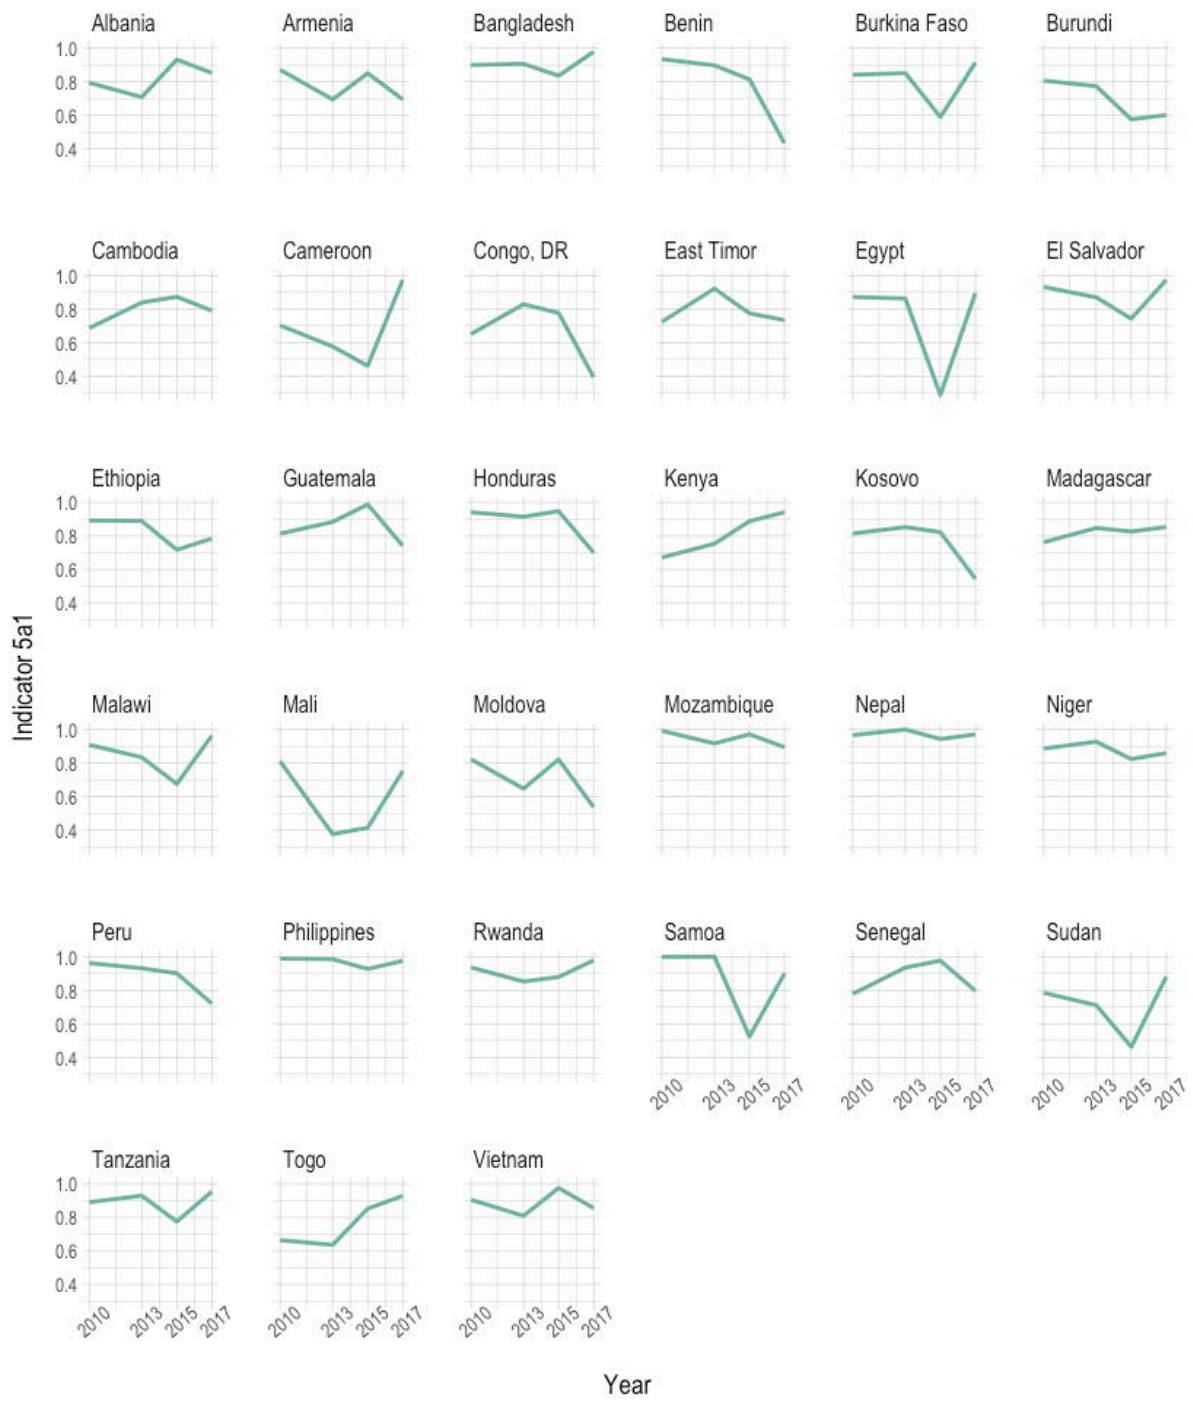 Albania Armenia Bangladesh Benin Burkina Faso Burundi
1.0
0.8
0.6
0.4
Cambodia Cameroon Congo, DR East Timor Egypt El Salvador
1.0
0.8
0.6
0.4
Ethiopia Guatemala Honduras Kenya Kosovo Madagascar
1.0
0.8
0.6
0.4
Indicator 5a1
Malawi Mali Moldova Mozambique Nepal Niger
1.0
0.8
0.6
0.4
Peru Philippines Rwanda Samoa Senegal Sudan
1.0
0.8
0.6
0.4
2010 2013 2015 2017 2010 2013 2015 2017 2010 2013 2015 2017
Tanzania Togo Vietnam
1.0
0.8
0.6
0.4
2010 2013 2015 2017 2010 2013 2015 2017 2010 2013 2015 2017
Year